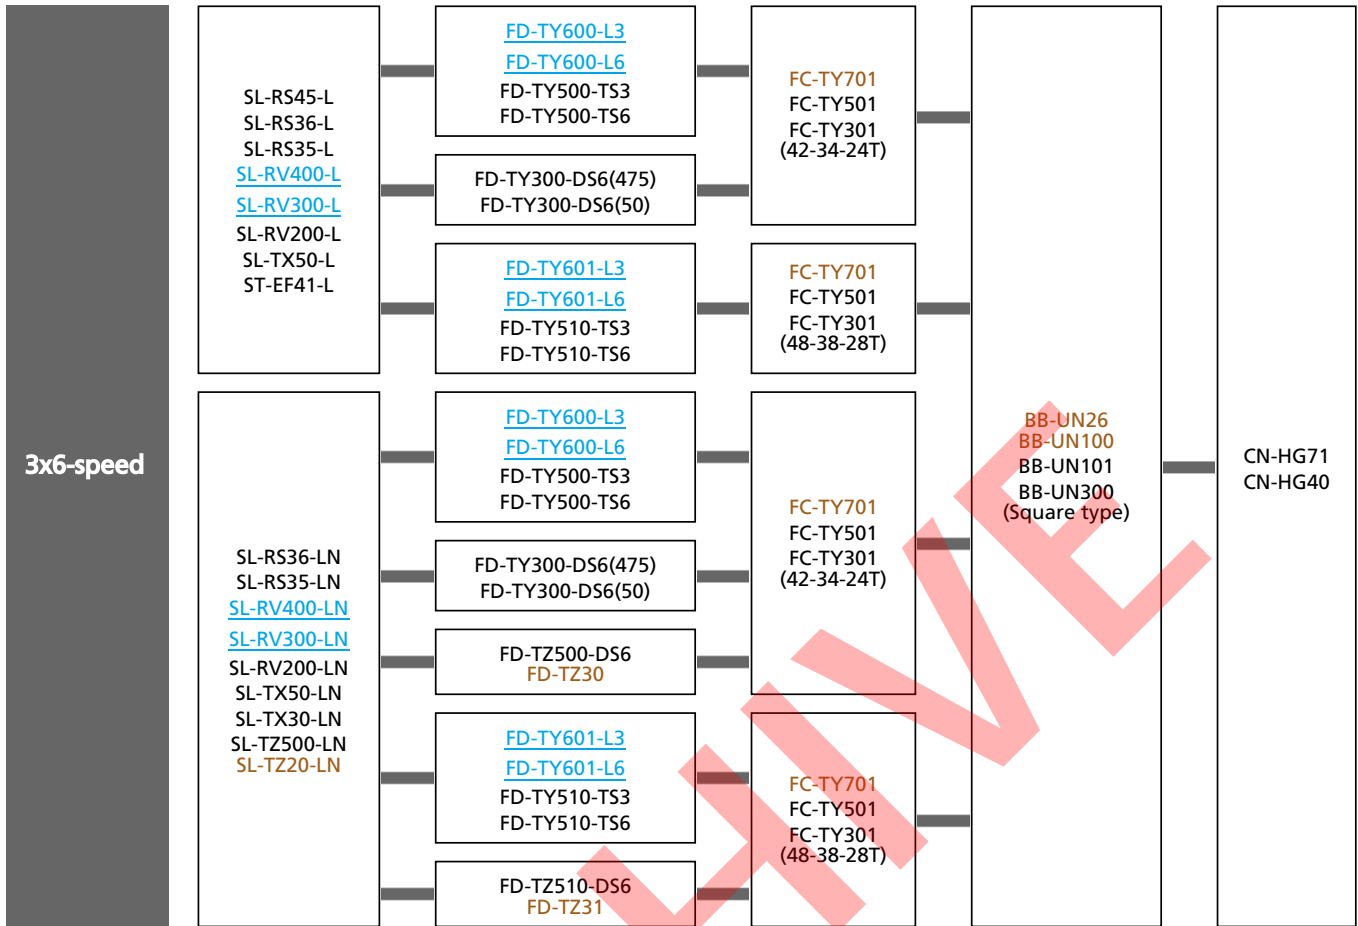 3x6-speed
SL-RS45-L
SL-RS36-L
SL-RS35-L
SL-RV400-L
SL-RV300-L
SL-RV200-L
SL-TX50-L
ST-EF41-L
FD-TY600-L3
FD-TY600-L6
FD-TY500-TS3
FD-TY500-TS6
FD-TY300-DS6(475)
FD-TY300-DS6(50)
FD-TY601-L3
FD-TY601-L6
FD-TY510-TS3
FD-TY510-TS6
FC-TY701
FC-TY501
FC-TY301
(42-34-24T)
FC-TY701
FC-TY501
FC-TY301
(48-38-28T)
SL-RS36-LN
SL-RS35-LN
SL-RV400-LN
SL-RV300-LN
SL-RV200-LN
SL-TX50-LN
SL-TX30-LN
SL-TZ500-LN
SL-TZ20-LN
FD-TY600-L3
FD-TY600-L6
FD-TY500-TS3
FD-TY500-TS6
FD-TY300-DS6(475)
FD-TY300-DS6(50)
FD-TZ500-DS6
FD-TZ30
FD-TY601-L3
FD-TY601-L6
FD-TY510-TS3
FD-TY510-TS6
FD-TZ510-DS6
FD-TZ31
FC-TY701
FC-TY501
FC-TY301
(42-34-24T)
FC-TY701
FC-TY501
FC-TY301
(48-38-28T)
BB-UN26
BB-UN100
BB-UN101
BB-UN300
(Square type)
CN-HG71
CN-HG40
HIVE